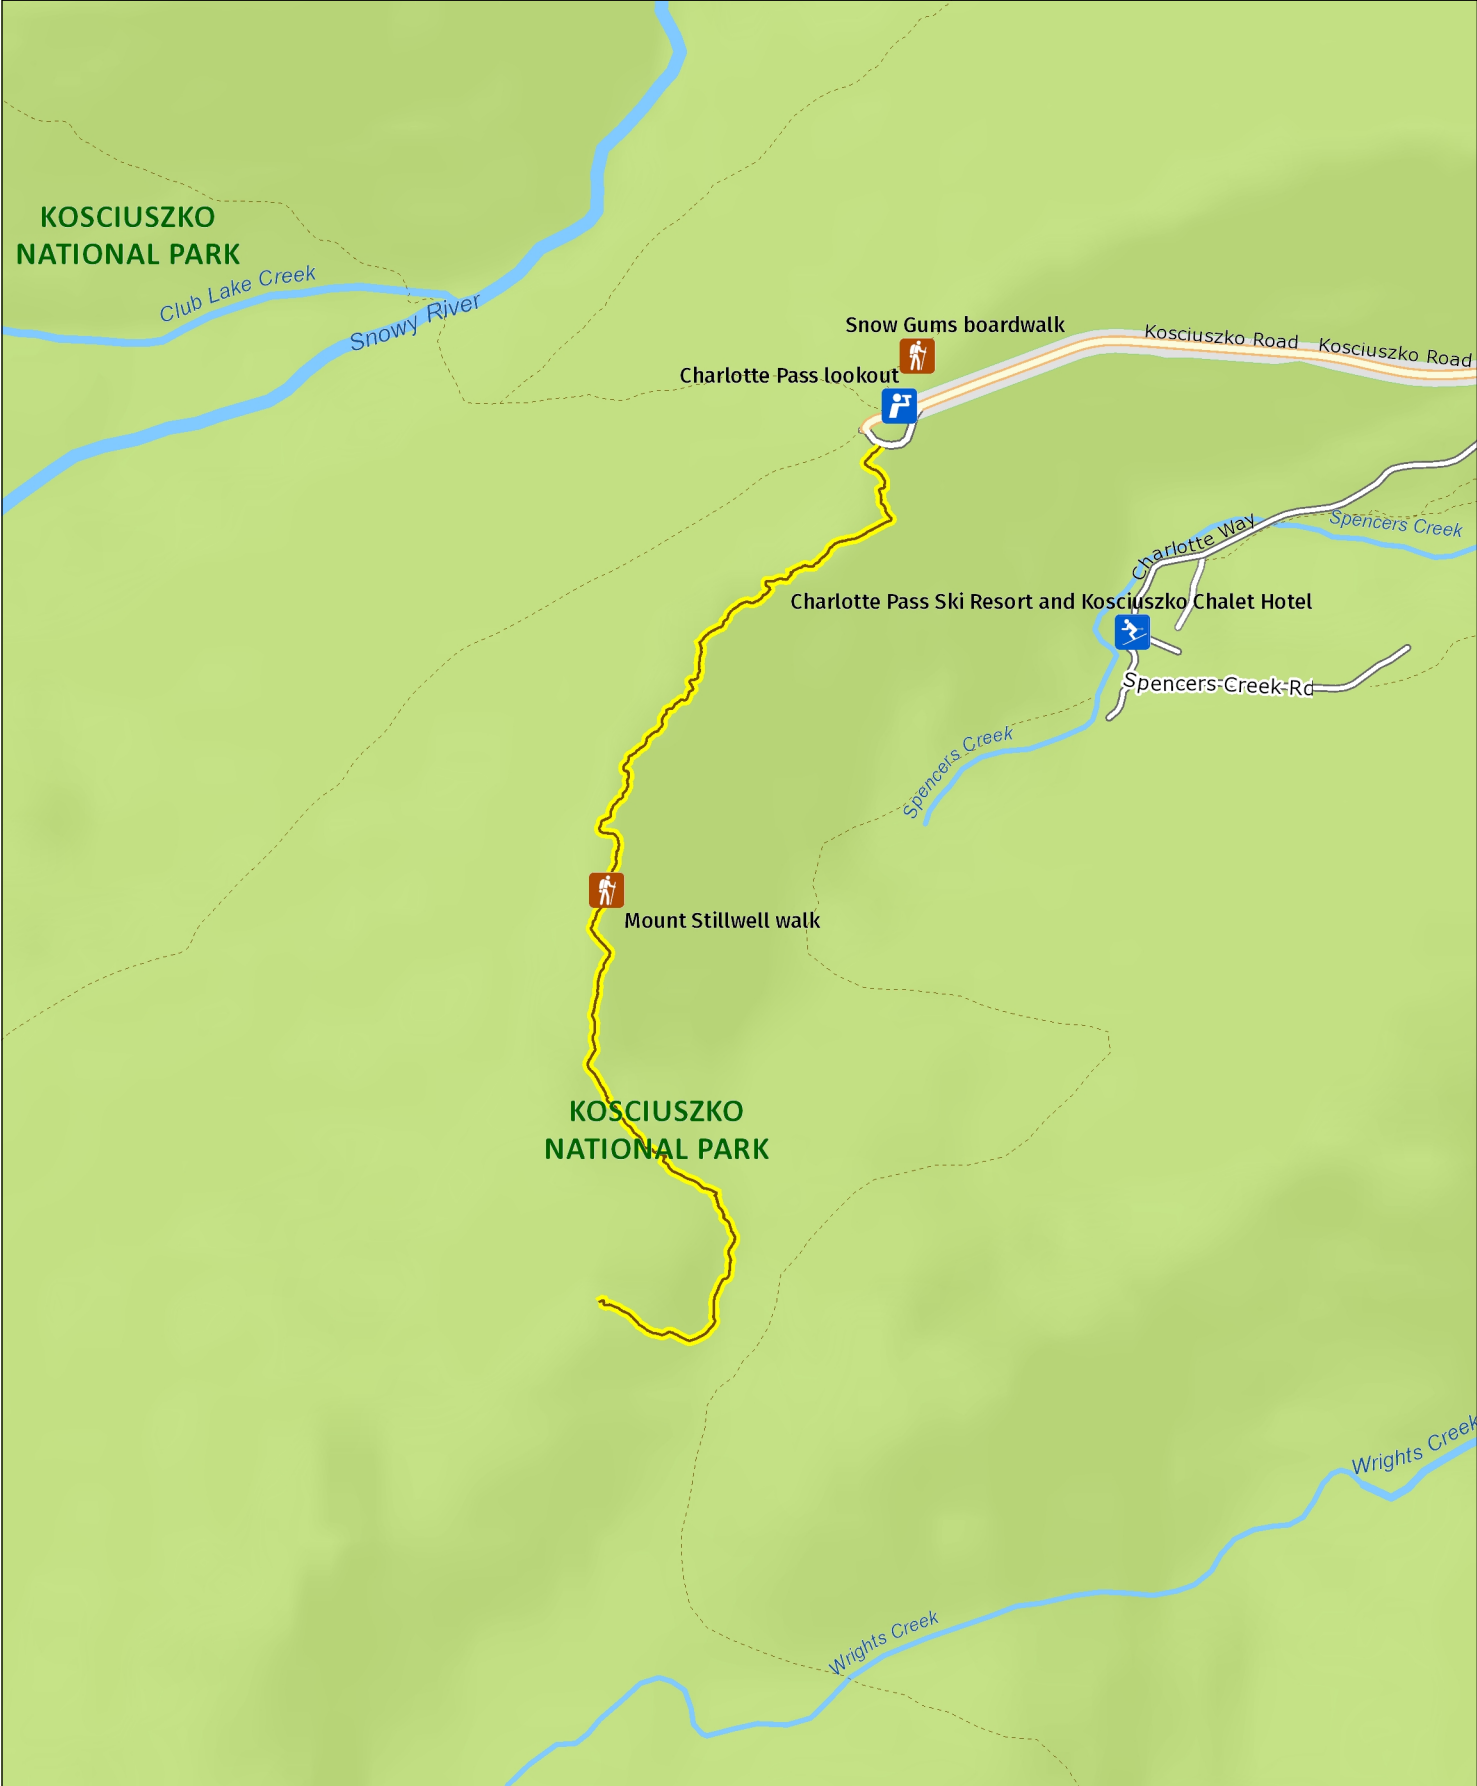 KOSCIUSZKO
NATIONAL PARK
Club Lake Creek
Snowy River
Snow Gums boardwalk
Kosciuszko Road
Kosciuszko Road
Charlotte Pass lookout
Charlotte Way
Spencers Creek
Charlotte Pass Ski Resort and Kosciuszko Chalet Hotel
Spencers Creek Rd
Spencers Creek
Mount Stillwell walk
KOSCIUSZKO
NATIONAL PARK
Wrights Creek
Wrights Creek